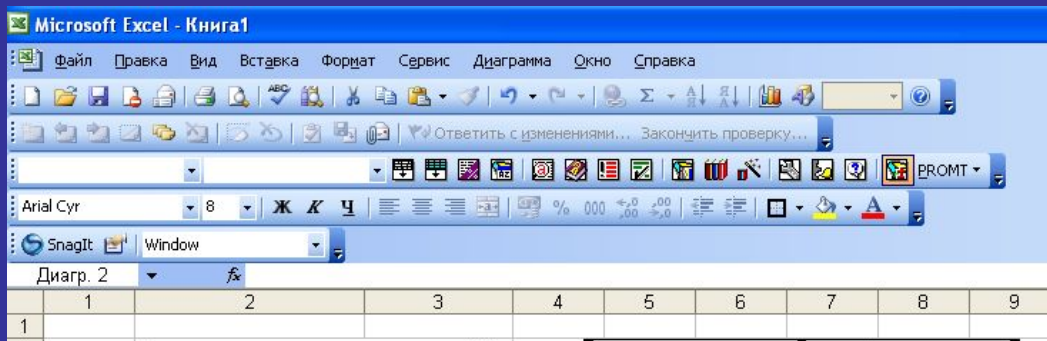 Microsoft Excel - Книга1
Файл Правка Вид Вставка Формат Сервис Диаграмма Окно Справка
Ответить с изменениями... Закончить проверку...
PROMT
Arial Cyr 8 Ж К Ч % 000
SnagIt Window
Диагр. 2 fx
1 2 3 4 5 6 7 8 9
1